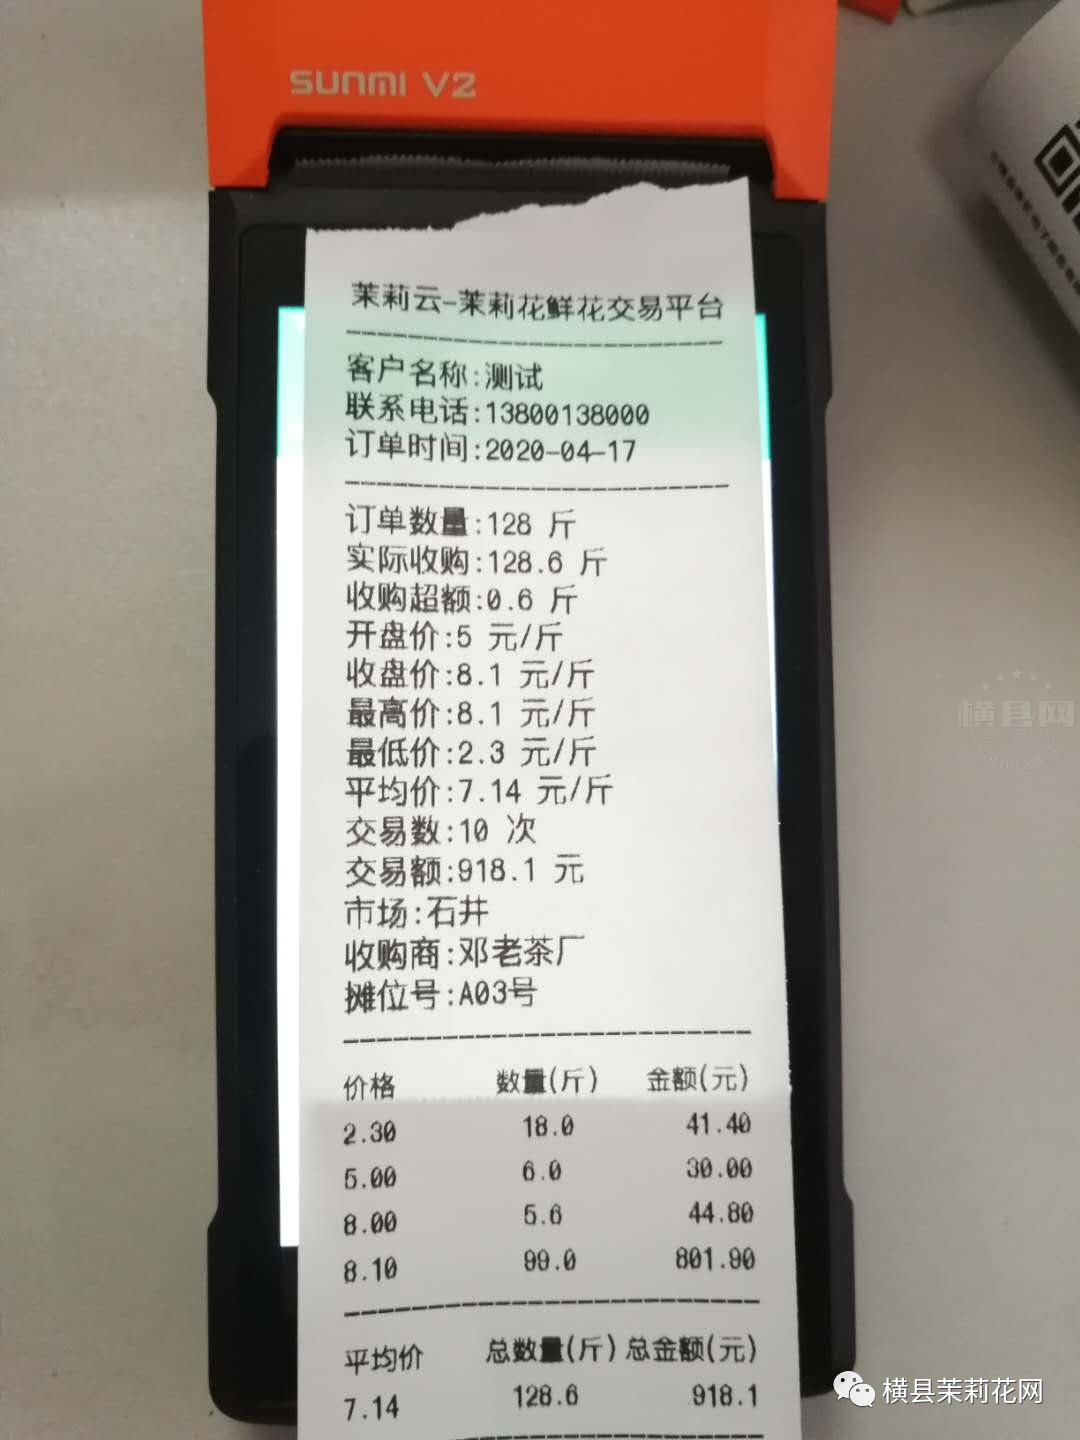 SUNMI V2
茉莉云-茉莉花鲜花交易平台
客户名称:测试
联系电话:13800138000
订单时间:2020-04-17
订单数量:128 斤
实际收购:128.6 斤
收购超额:0.6 斤
开盘价:5 元/斤
收盘价:8.1 元/斤
最高价:8.1 元/斤
最低价:2.3 元/斤
平均价:7.14 元/斤
交易数:10 次
交易额:918.1 元
市场:石井
收购商:邓老茶厂
摊位号:A03号
价格 数量(斤) 金额(元)
2.30 18.0 41.40
5.00 6.0 30.00
8.00 5.6 44.80
8.10 99.0 801.90
平均价 总数量(斤) 总金额(元)
7.14 128.6 918.1
横县网
横县茉莉花网